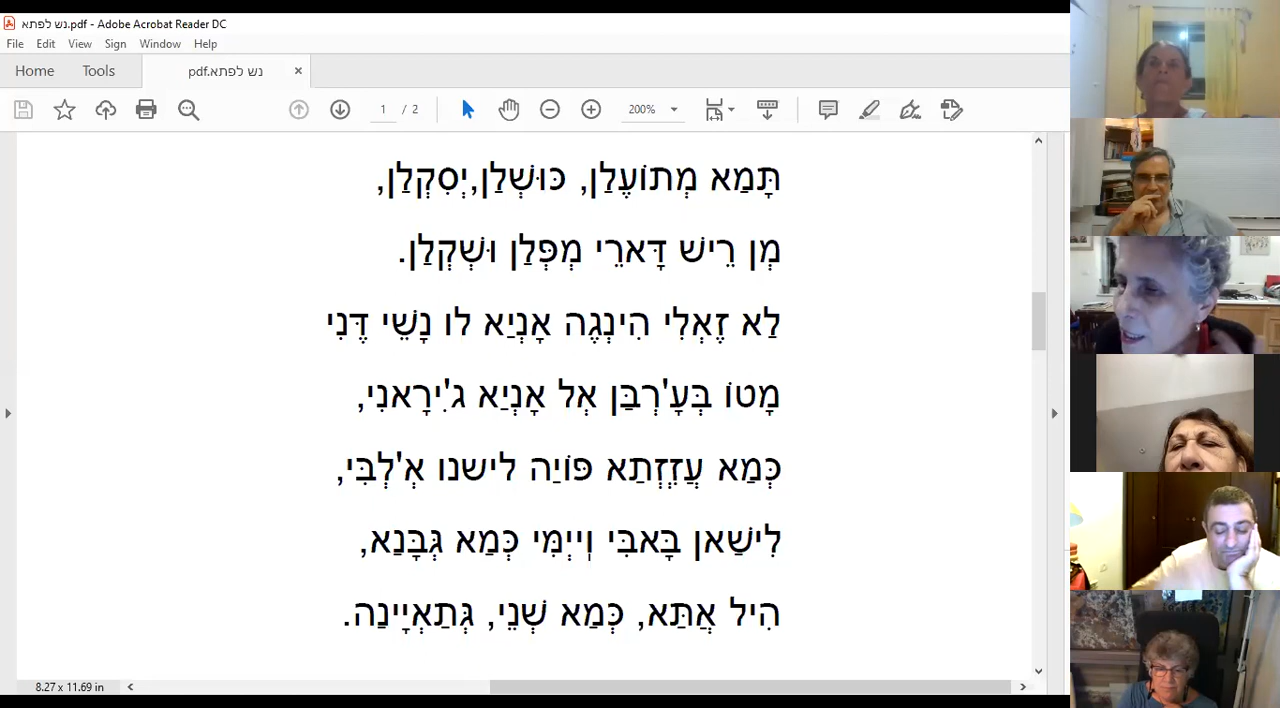 נש לפתא.pdf - Adobe Acrobat Reader DC
File Edit View Sign Window Help
Home Tools נש לפתא.pdf ×
1 / 2 200%
תָּמַא מְתוֹעֶלַן, כּוּשְׁלַן,יְסִקְלַן,
מְן רֵישׁ דָּארֵי מְפְּלַן וּשְׁקְלַן.
לַא זֶאְלִי הִינְגֶה אָנְיַא לו נָשֵׁי דֶּנִי
מָטוֹ בְּעָ'רְבַּן אְל אָנְיַא ג'ִירָאנִי,
כְּמַא עֲזֶזְתַא פּוֹיַה לישנו אְ'לְבִּי,
לִישַׁאן בָּאבִּי וְייְמִּי כְּמַא גְּבָּנַא,
הִיל אֲתַּא, כְּמַא שְׁנֵי, גְּתַאְיָינַה.
8.27 x 11.69 in